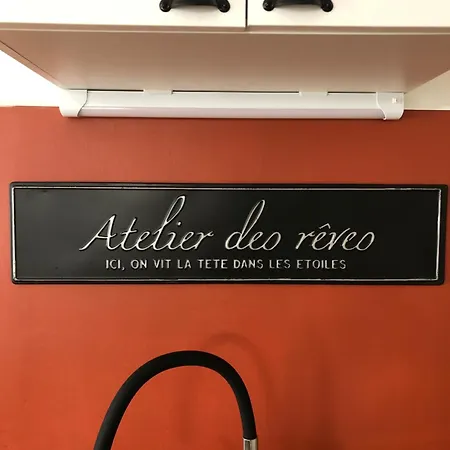 Atelier des rêves
ICI, ON VIT LA TETE DANS LES ETOILES